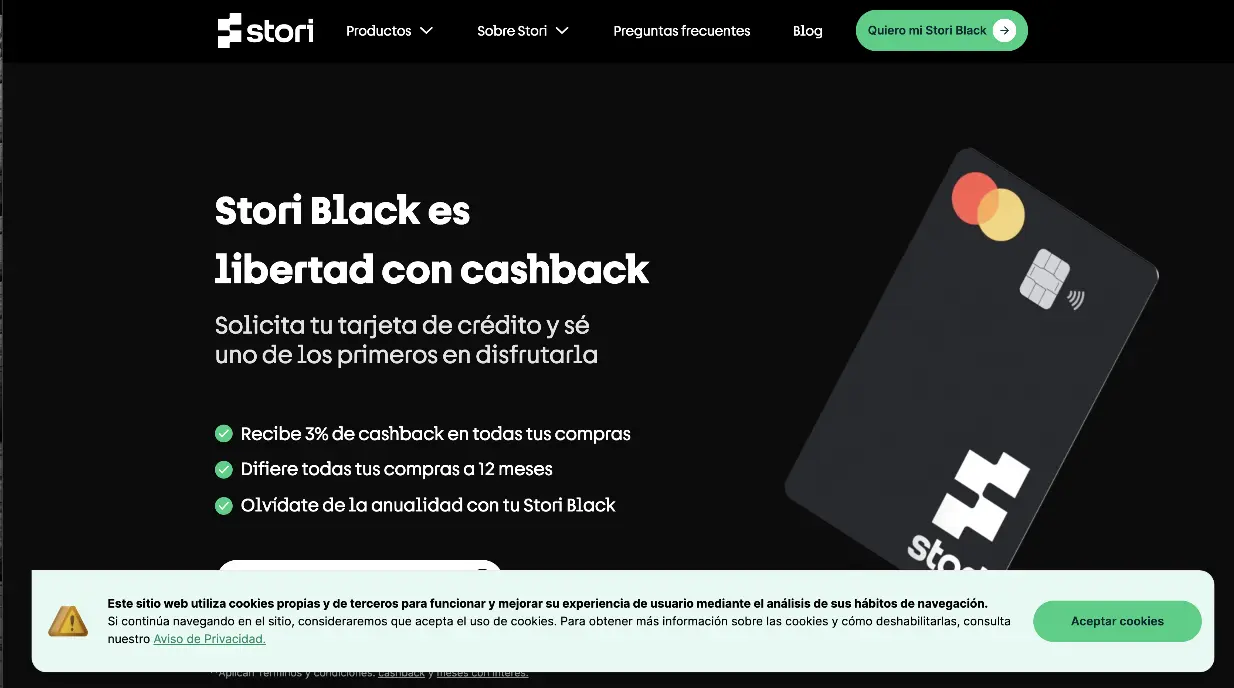 stori
Productos
Sobre Stori
Preguntas frecuentes
Blog
Quiero mi Stori Black
Stori Black es
libertad con cashback
Solicita tu tarjeta de crédito y sé
uno de los primeros en disfrutarla
Recibe 3% de cashback en todas tus compras
Difiere todas tus compras a 12 meses
Olvídate de la anualidad con tu Stori Black
Este sitio web utiliza cookies propias y de terceros para funcionar y mejorar su experiencia de usuario mediante el análisis de sus hábitos de navegación.
Si continúa navegando en el sitio, consideraremos que acepta el uso de cookies. Para obtener más información sobre las cookies y cómo deshabilitarlas, consulta
nuestro Aviso de Privacidad.
Aceptar cookies
Aplican Términos y condiciones: cashback y meses con interés.